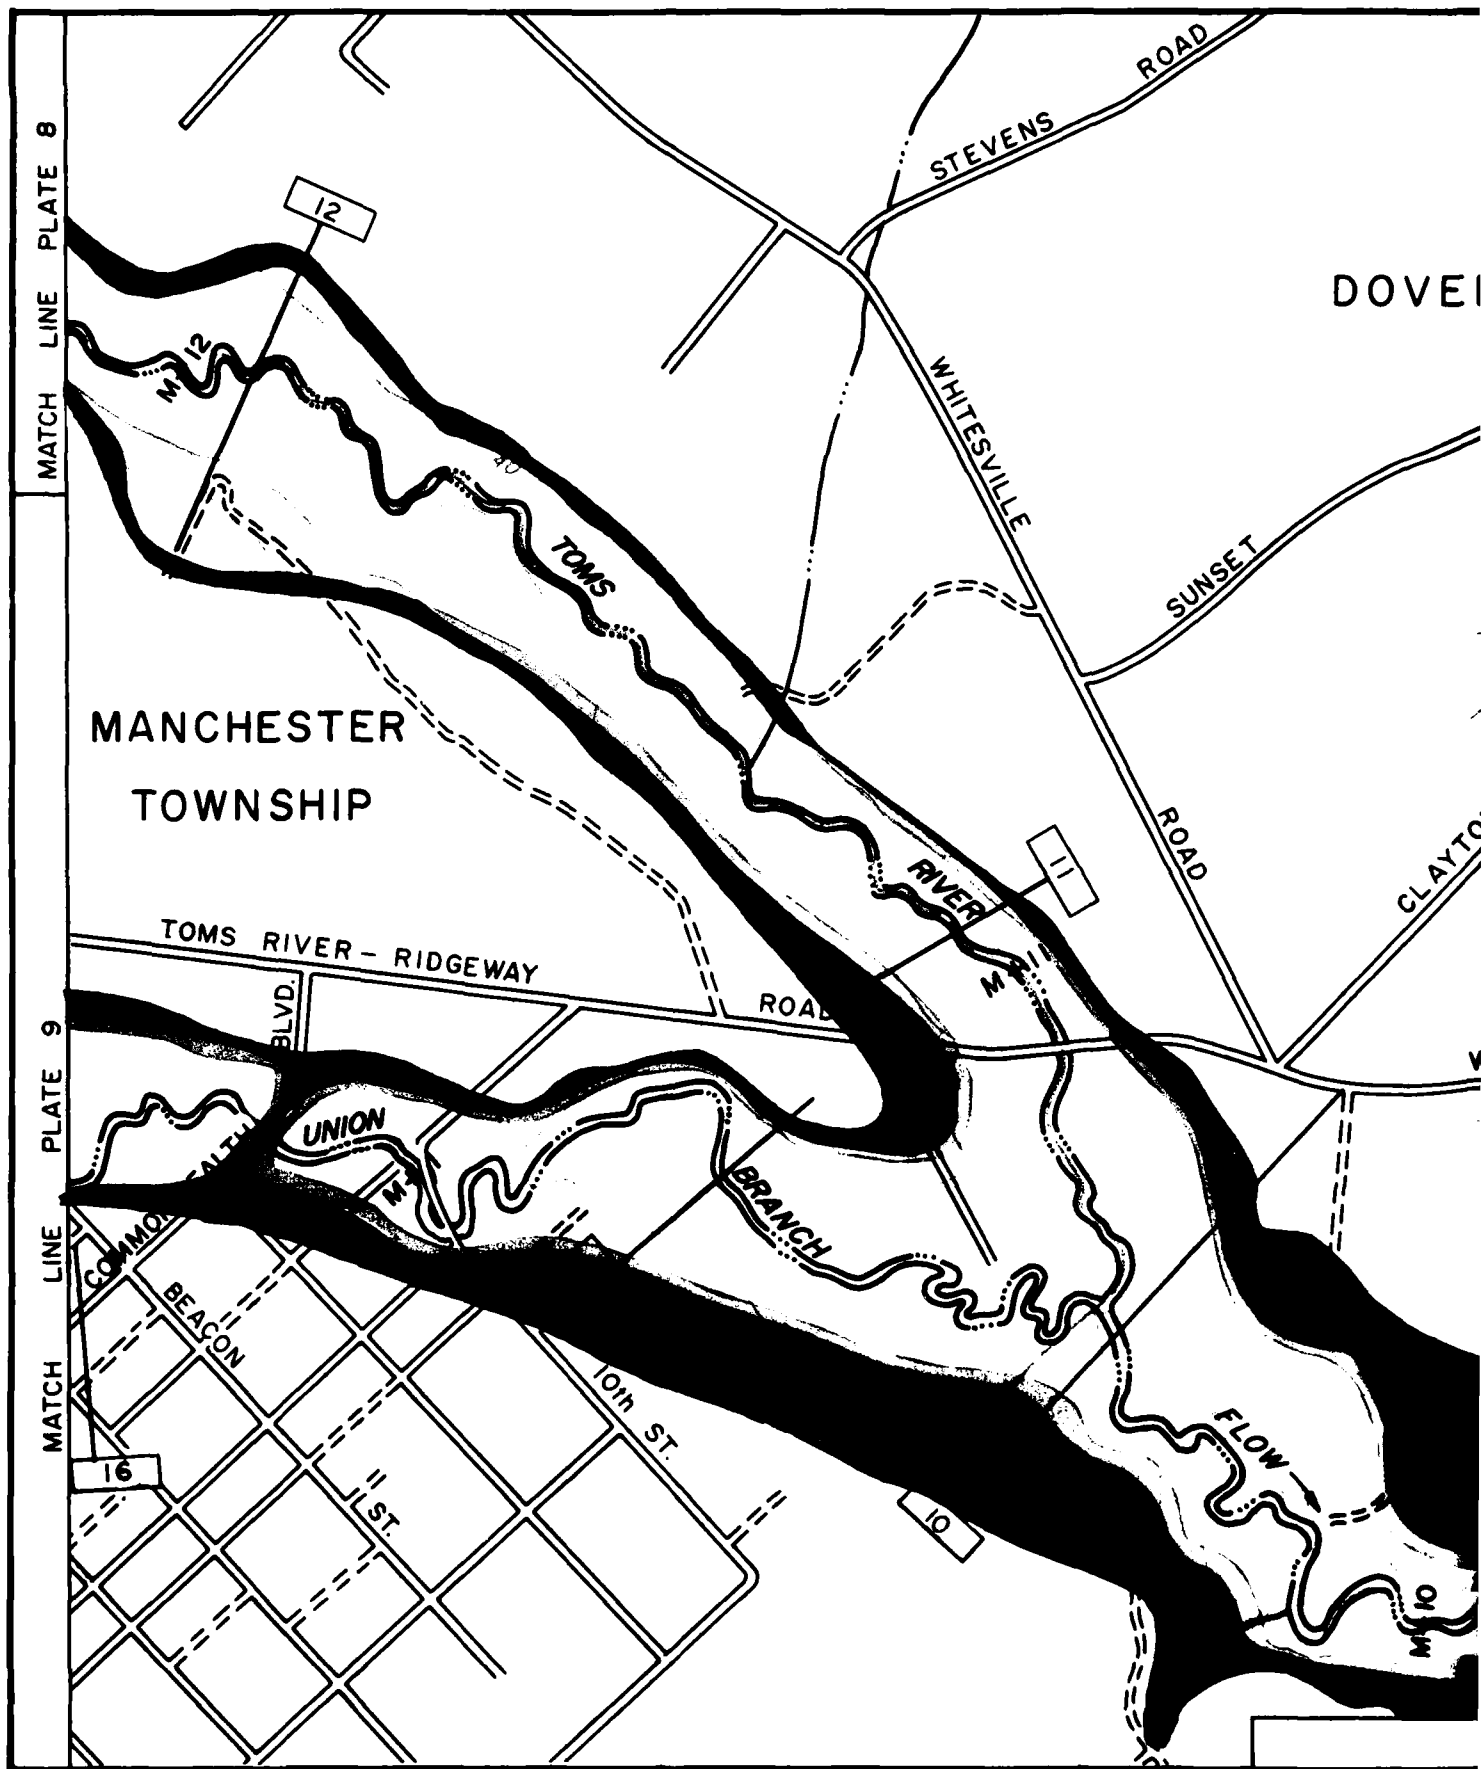 MATCH LINE PLATE 8
MATCH LINE PLATE 9
STEVENS ROAD
12
DOVE
M 12
WHITESVILLE ROAD
40
TOMS RIVER
SUNSET
MANCHESTER
TOWNSHIP
11
CLAYTO
TOMS RIVER - RIDGEWAY ROAD
M
BLVD.
UNION BRANCH
M
COMMO
ALTH
BEACON ST.
10th ST.
FLOW
16
10
M 10